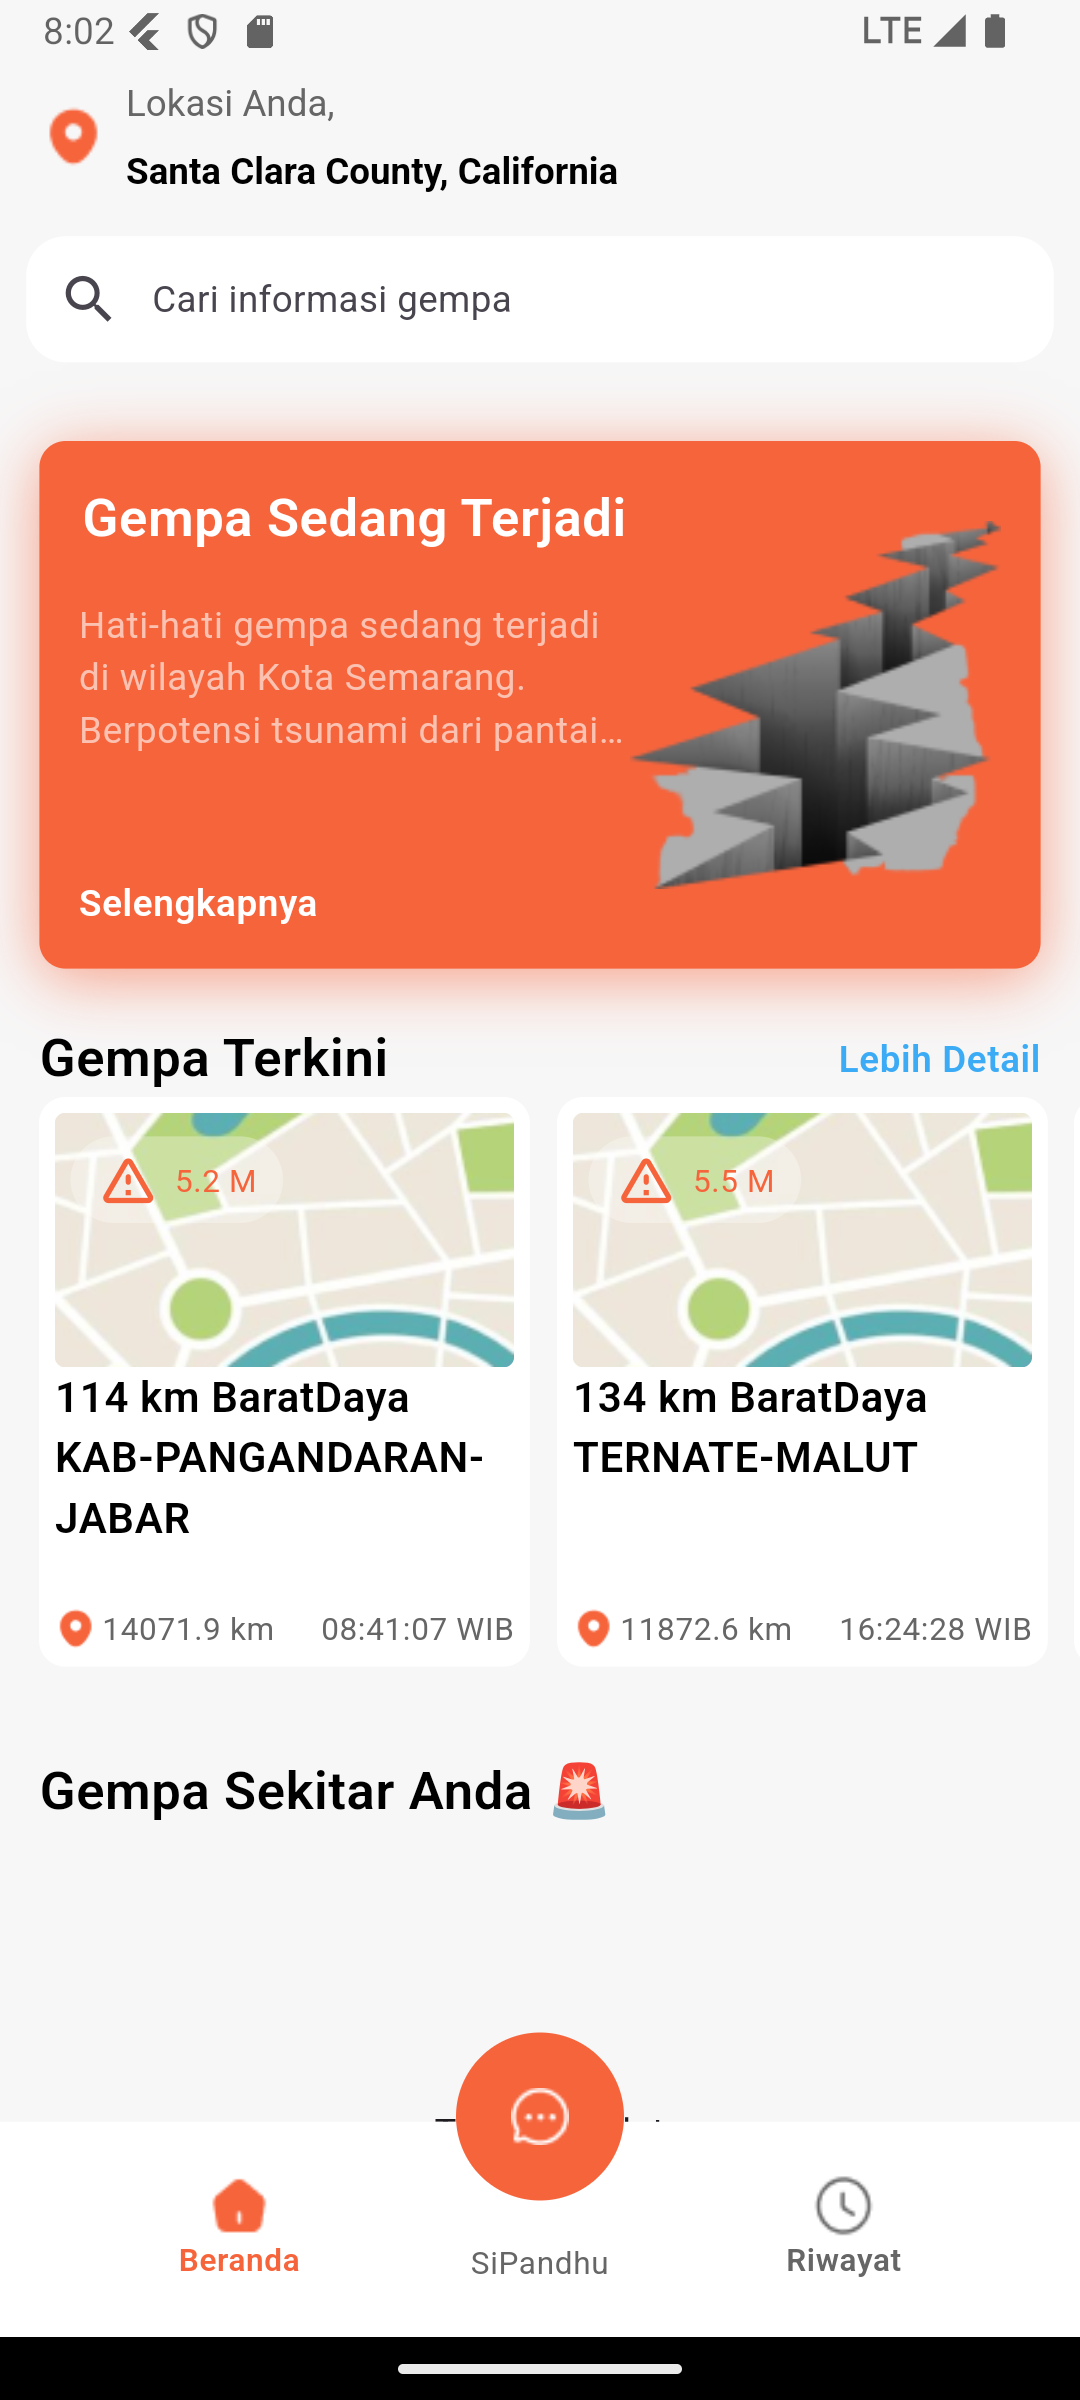 8:02
LTE
Lokasi Anda,
Santa Clara County, California
Cari informasi gempa
Gempa Sedang Terjadi
Hati-hati gempa sedang terjadi
di wilayah Kota Semarang.
Berpotensi tsunami dari pantai...
Selengkapnya
Gempa Terkini
Lebih Detail
5.2 M
114 km BaratDaya
KAB-PANGANDARAN-
JABAR
14071.9 km
08:41:07 WIB
5.5 M
134 km BaratDaya
TERNATE-MALUT
11872.6 km
16:24:28 WIB
Gempa Sekitar Anda
Beranda
SiPandhu
Riwayat